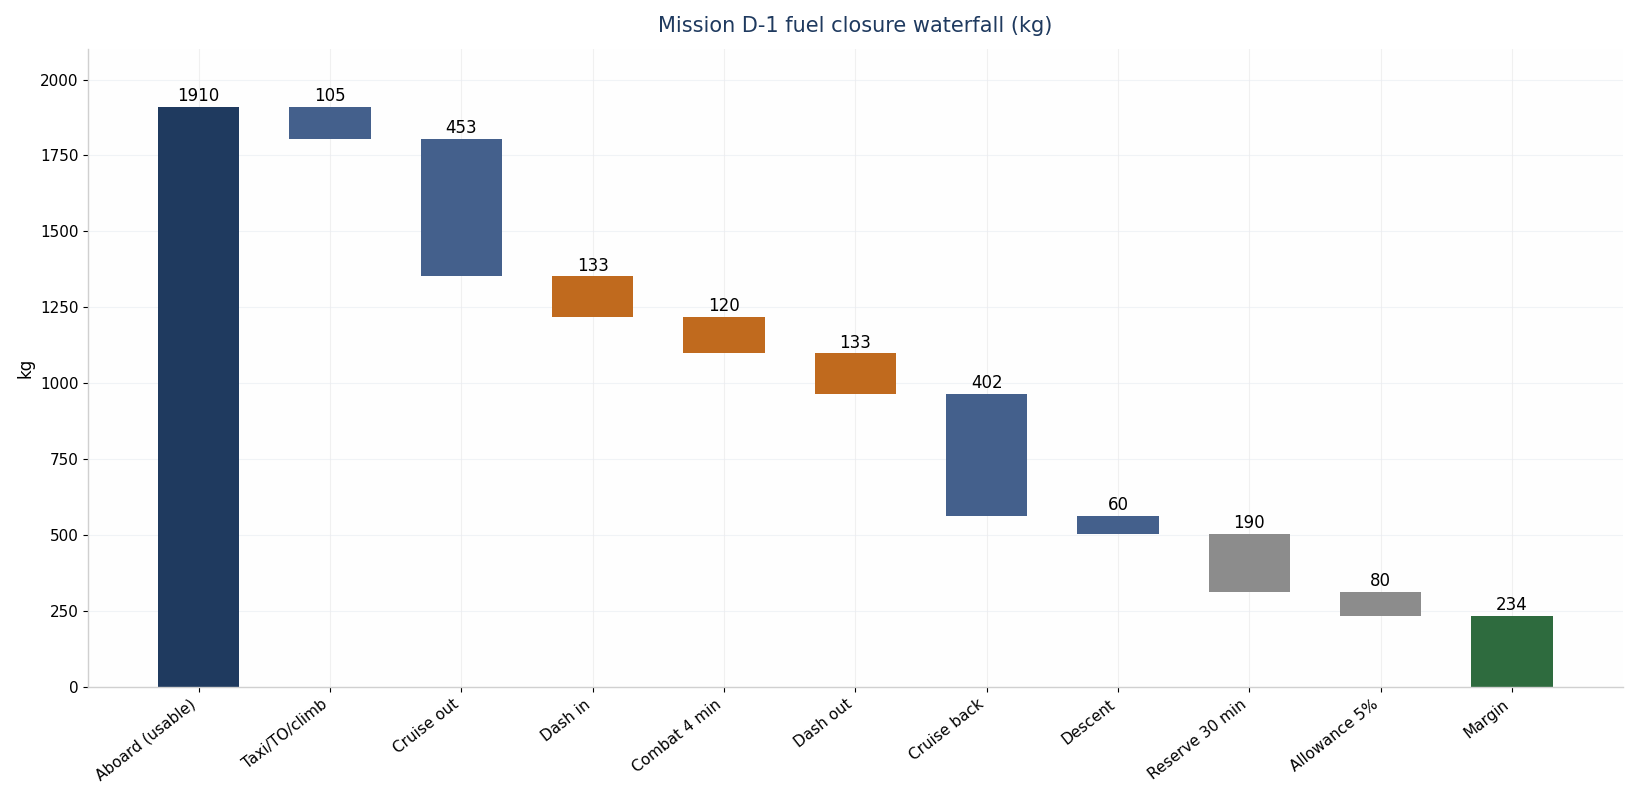 Mission D-1 fuel closure waterfall (kg)
kg
2000
1750
1500
1250
1000
750
500
250
0
1910
105
453
133
120
133
402
60
190
80
234
Aboard (usable)
Taxi/TO/climb
Cruise out
Dash in
Combat 4 min
Dash out
Cruise back
Descent
Reserve 30 min
Allowance 5%
Margin